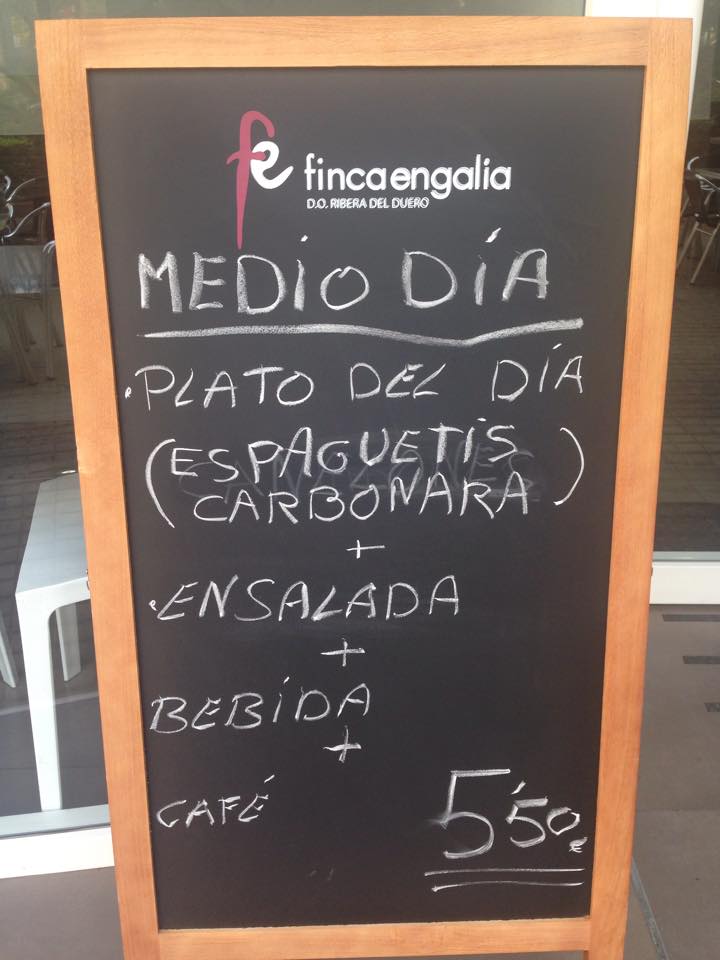 fe fincaengalia
D.O. RIBERA DEL DUERO
MEDIO DÍA
·PLATO DEL DÍA
(ESPAGUETIS
CARBONARA)
+
·ENSALADA
+
BEBIDA
+
CAFÉ
5'50€